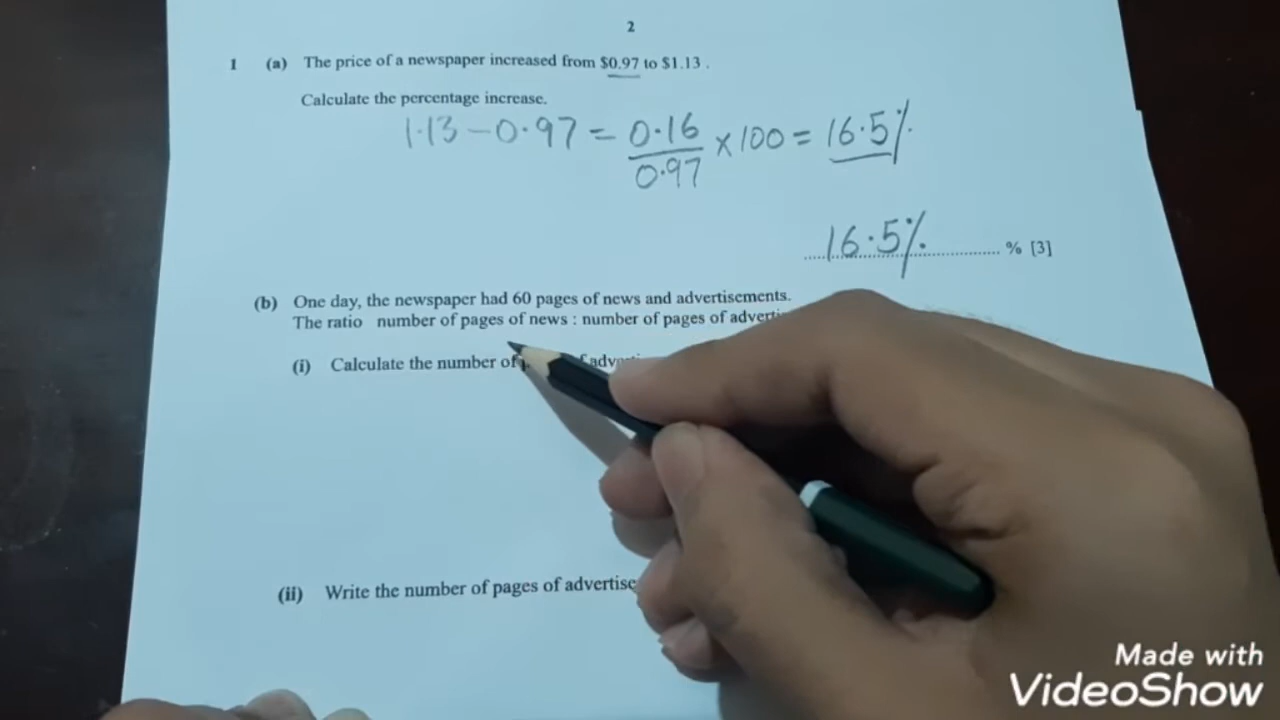 2
1 (a) The price of a newspaper increased from $0.97 to $1.13 .
Calculate the percentage increase.
1.13 - 0.97 = 0.16/0.97 × 100 = 16.5%
16.5% % [3]
(b) One day, the newspaper had 60 pages of news and advertisements.
The ratio number of pages of news : number of pages of
(i) Calculate the number of
(ii) Write the number of pages of
Made with
VideoShow